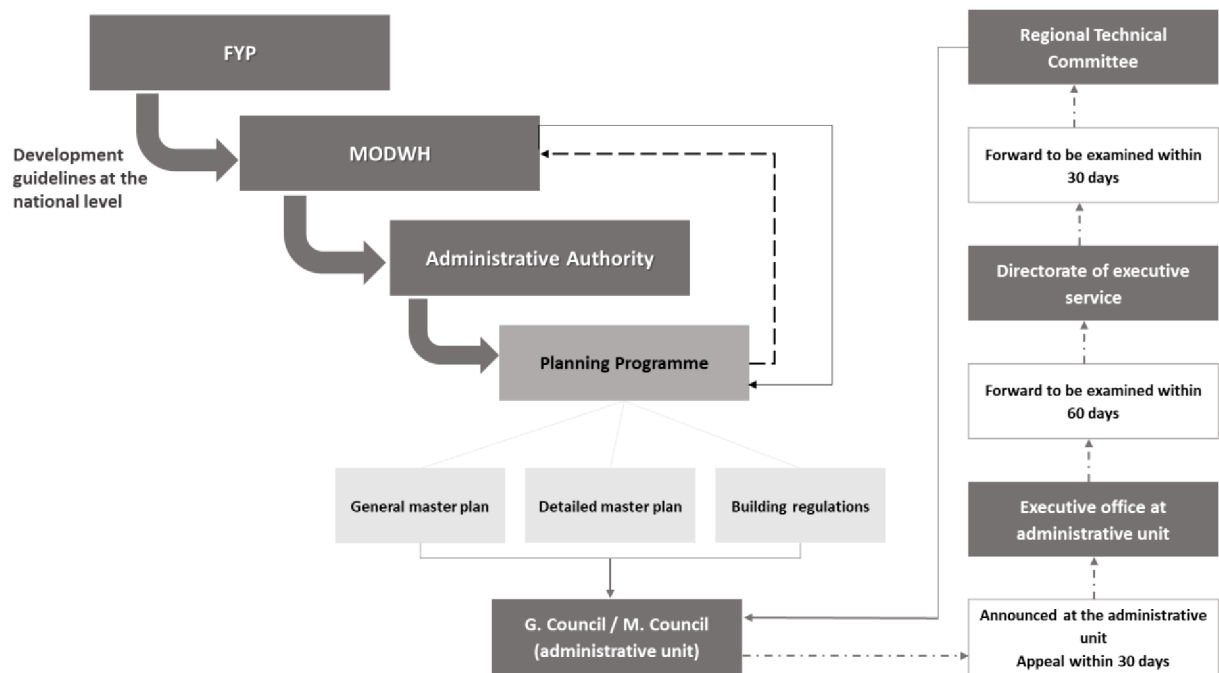 FYP
Development
guidelines at the
national level
MODWH
Administrative Authority
Planning Programme
General master plan
Detailed master plan
Building regulations
G. Council / M. Council
(administrative unit)
Regional Technical
Committee
Forward to be examined within
30 days
Directorate of executive
service
Forward to be examined within
60 days
Executive office at
administrative unit
Announced at the administrative
unit
Appeal within 30 days